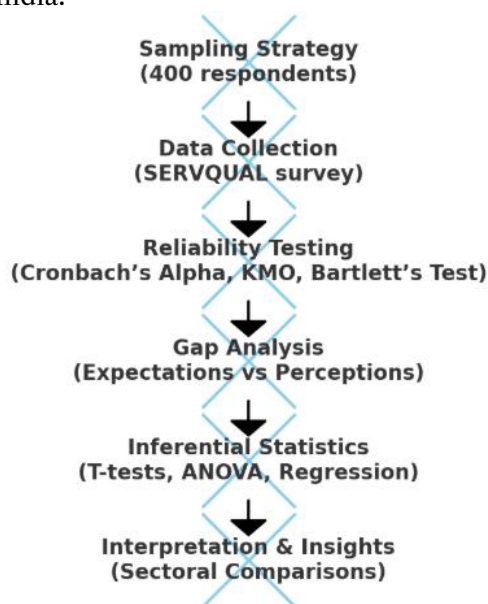 India.
Sampling Strategy
(400 respondents)
Data Collection
(SERVQUAL survey)
Reliability Testing
(Cronbach’s Alpha, KMO, Bartlett’s Test)
Gap Analysis
(Expectations vs Perceptions)
Inferential Statistics
(T-tests, ANOVA, Regression)
Interpretation & Insights
(Sectoral Comparisons)